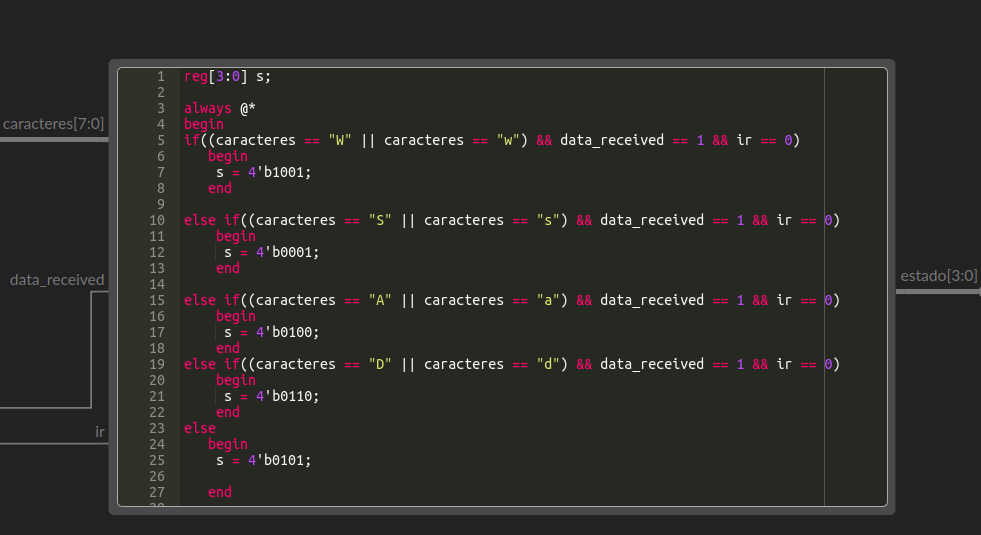 caracteres[7:0]
data_received
ir
1 reg[3:0] s;
2
3 always @*
4 begin
5 if((caracteres == "W" || caracteres == "w") && data_received == 1 && ir == 0)
6 begin
7 s = 4'b1001;
8 end
9
10 else if((caracteres == "S" || caracteres == "s") && data_received == 1 && ir == 0)
11 begin
12 s = 4'b0001;
13 end
14
15 else if((caracteres == "A" || caracteres == "a") && data_received == 1 && ir == 0)
16 begin
17 s = 4'b0100;
18 end
19 else if((caracteres == "D" || caracteres == "d") && data_received == 1 && ir == 0)
20 begin
21 s = 4'b0110;
22 end
23 else
24 begin
25 s = 4'b0101;
26
27 end
estado[3:0]